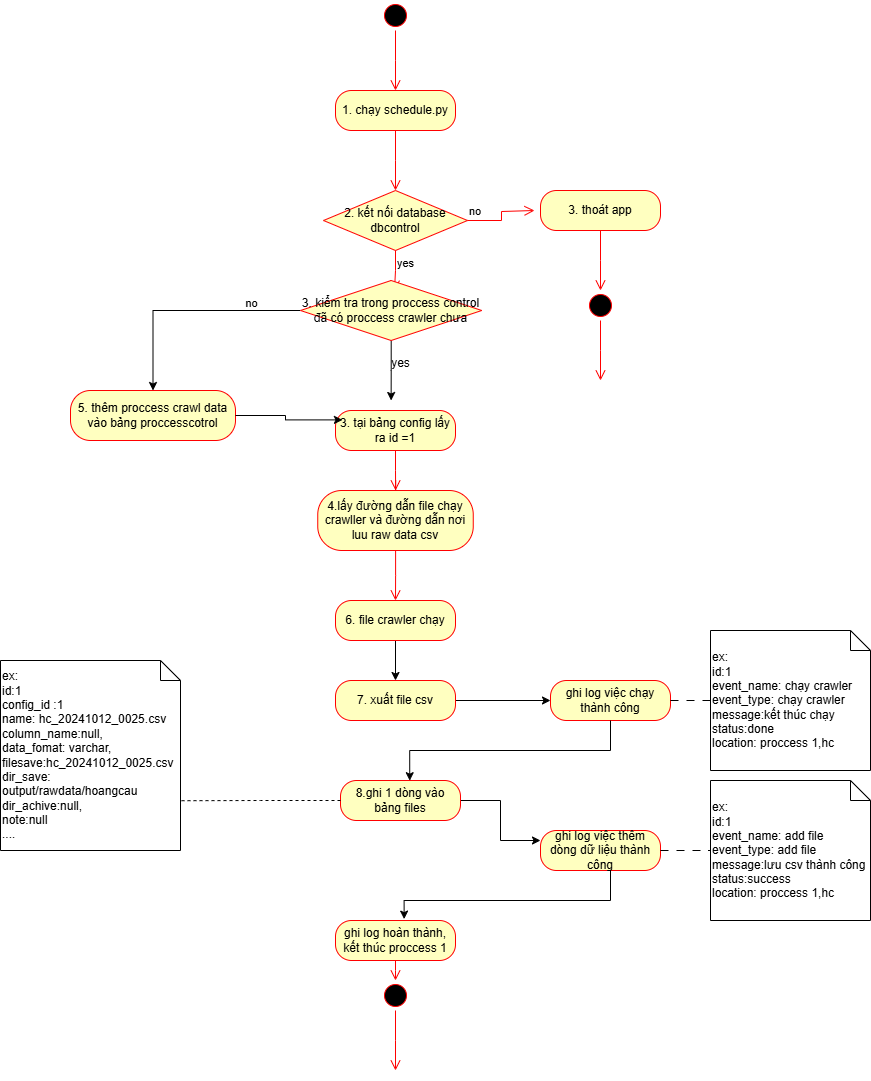 1. chạy schedule.py
2. kết nối database
dbcontrol
no
3. thoát app
yes
3. kiểm tra trong proccess control
đã có proccess crawler chưa
no
yes
5. thêm proccess crawl data
vào bảng proccesscotrol
3. tại bảng config lấy
ra id =1
4.lấy đường dẫn file chạy
crawller và đường dẫn nơi
luu raw data csv
6. file crawler chạy
7. xuất file csv
ghi log việc chạy
thành công
ex:
id:1
event_name: chạy crawler
event_type: chạy crawler
message:kết thúc chạy
status:done
location: proccess 1,hc
ex:
id:1
config_id :1
name: hc_20241012_0025.csv
column_name:null,
data_fomat: varchar,
filesave:hc_20241012_0025.csv
dir_save:
output/rawdata/hoangcau
dir_achive:null,
note:null
....
8.ghi 1 dòng vào
bảng files
ghi log việc thêm
dòng dữ liệu thành
công
ex:
id:1
event_name: add file
event_type: add file
message:lưu csv thành công
status:success
location: proccess 1,hc
ghi log hoàn thành,
kết thúc proccess 1